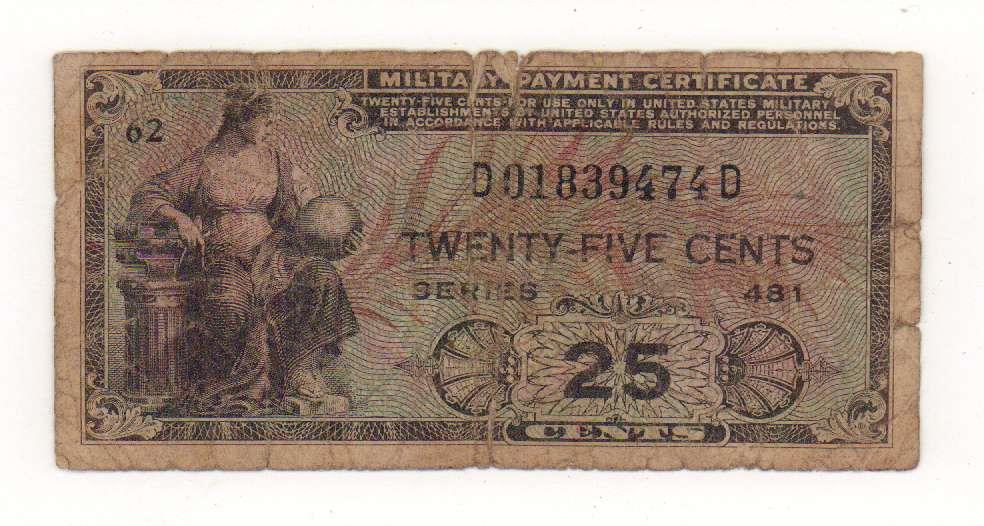 MILITARY PAYMENT CERTIFICATE
TWENTY-FIVE CENTS FOR USE ONLY IN UNITED STATES MILITARY
ESTABLISHMENTS BY UNITED STATES AUTHORIZED PERSONNEL
IN ACCORDANCE WITH APPLICABLE RULES AND REGULATIONS.
62
D01839474D
TWENTY-FIVE CENTS
SERIES 481
25
CENTS